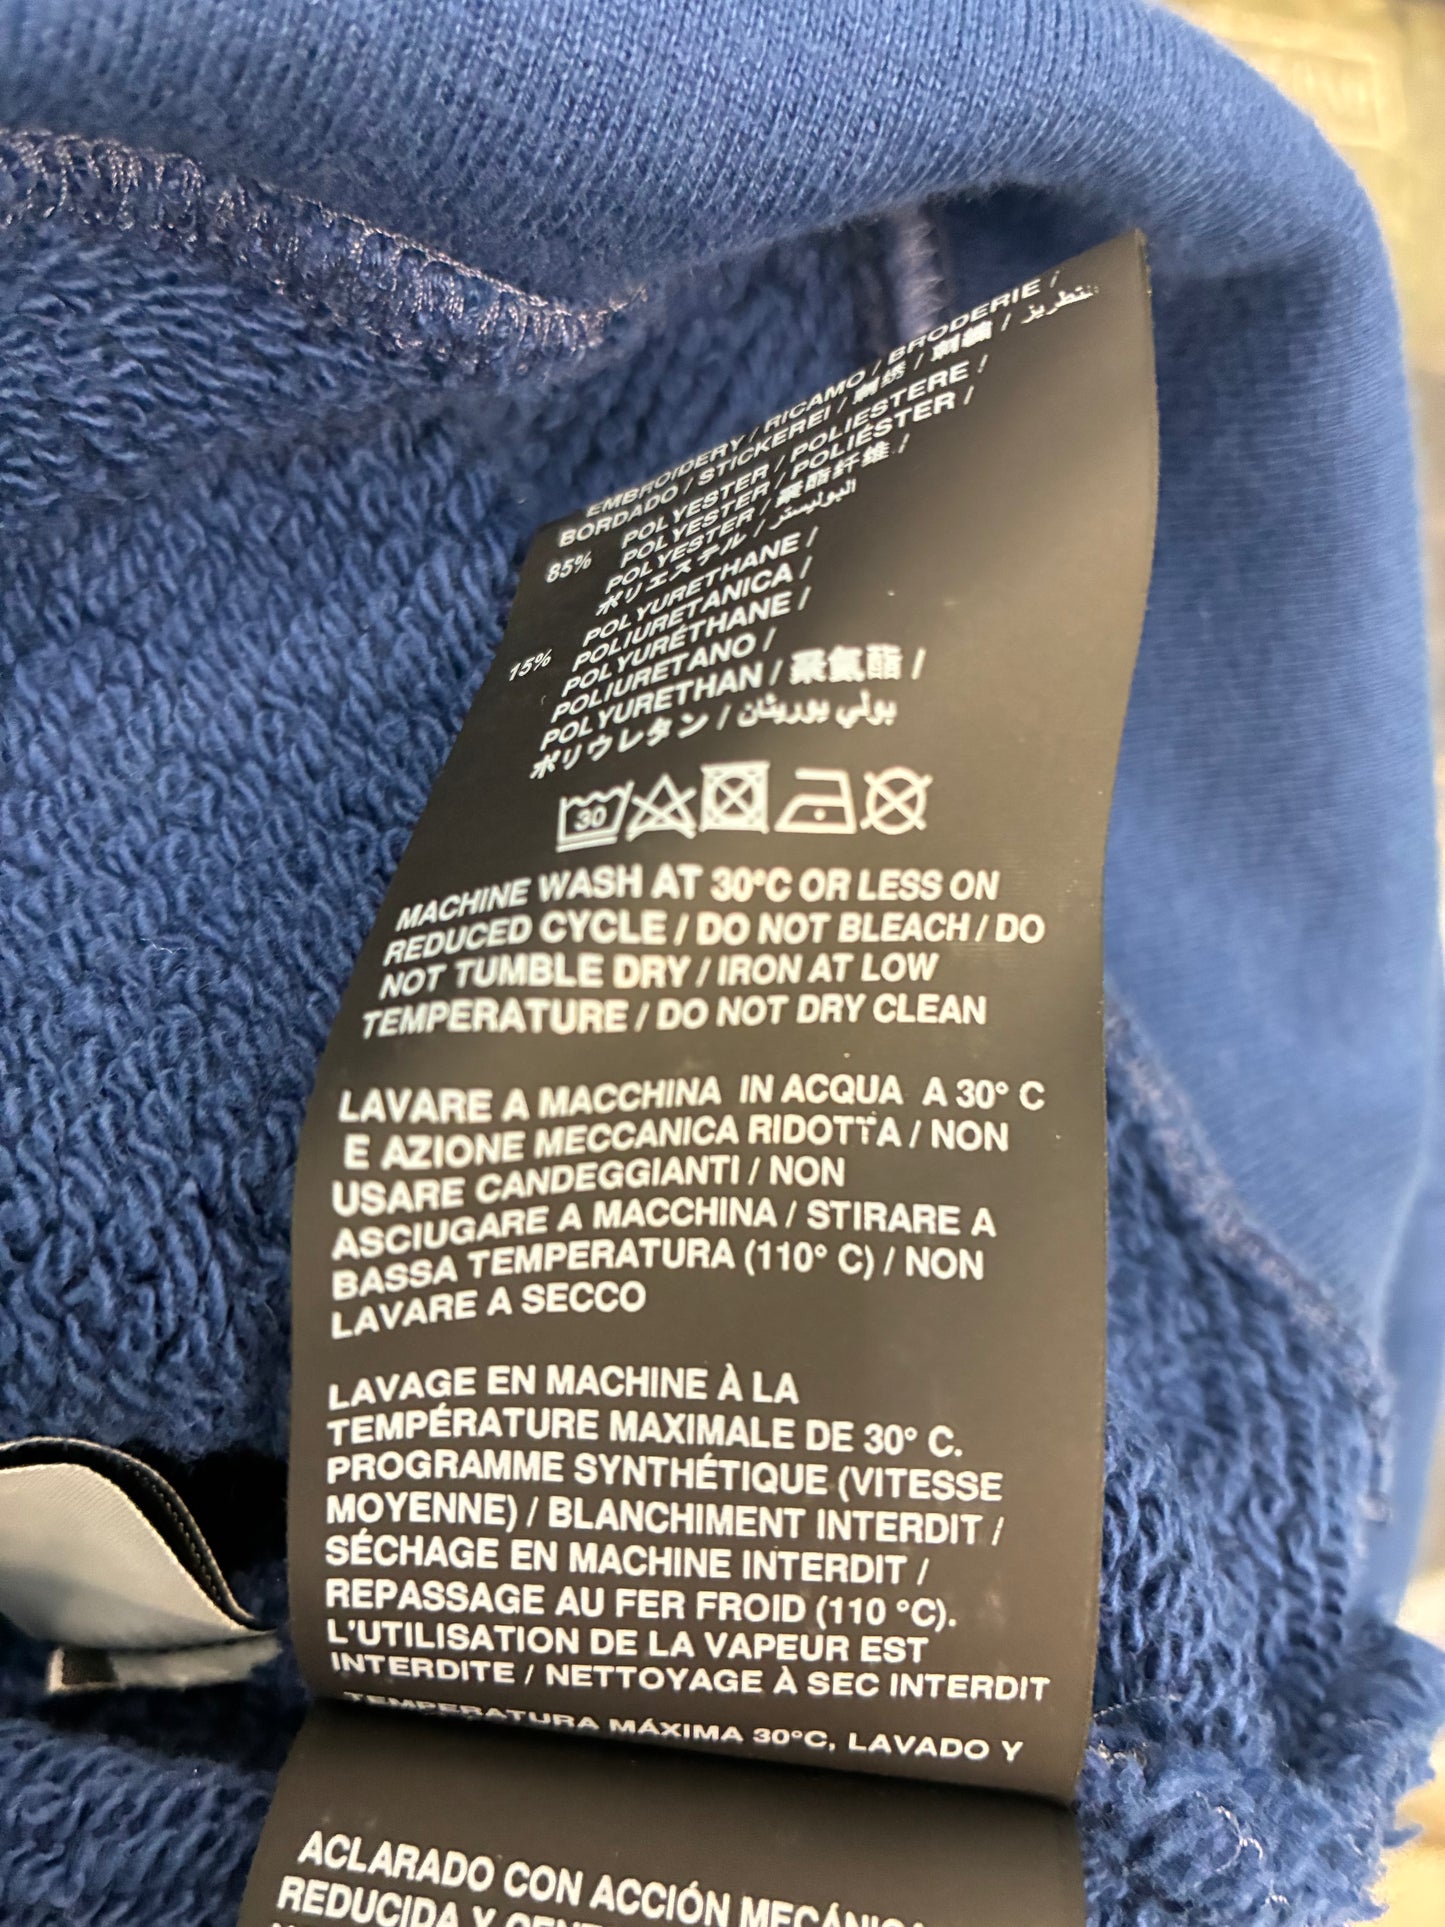 EMBROIDERY / RICAMO / BRODERIE /
BORDADO / STICKEREI / 刺绣 / 刺繍 / التطريز
85% POLYESTER / POLIESTERE /
POLYESTER / POLIÉSTER /
POLYESTER / 聚酯纤维 /
ポリエステル / البوليستر
15% POLYURETHANE /
POLIURETANICA /
POLYURÉTHANE /
POLIURETANO /
POLYURETHAN / 聚氨酯 /
ポリウレタン / بولي يوريثان
30
MACHINE WASH AT 30°C OR LESS ON
REDUCED CYCLE / DO NOT BLEACH / DO
NOT TUMBLE DRY / IRON AT LOW
TEMPERATURE / DO NOT DRY CLEAN
LAVARE A MACCHINA IN ACQUA A 30° C
E AZIONE MECCANICA RIDOTTA / NON
USARE CANDEGGIANTI / NON
ASCIUGARE A MACCHINA / STIRARE A
BASSA TEMPERATURA (110° C) / NON
LAVARE A SECCO
LAVAGE EN MACHINE À LA
TEMPÉRATURE MAXIMALE DE 30° C.
PROGRAMME SYNTHÉTIQUE (VITESSE
MOYENNE) / BLANCHIMENT INTERDIT /
SÉCHAGE EN MACHINE INTERDIT /
REPASSAGE AU FER FROID (110 °C).
L'UTILISATION DE LA VAPEUR EST
INTERDITE / NETTOYAGE À SEC INTERDIT
TEMPERATURA MÁXIMA 30°C, LAVADO Y
ACLARADO CON ACCIÓN MECÁNICA
REDUCIDA Y